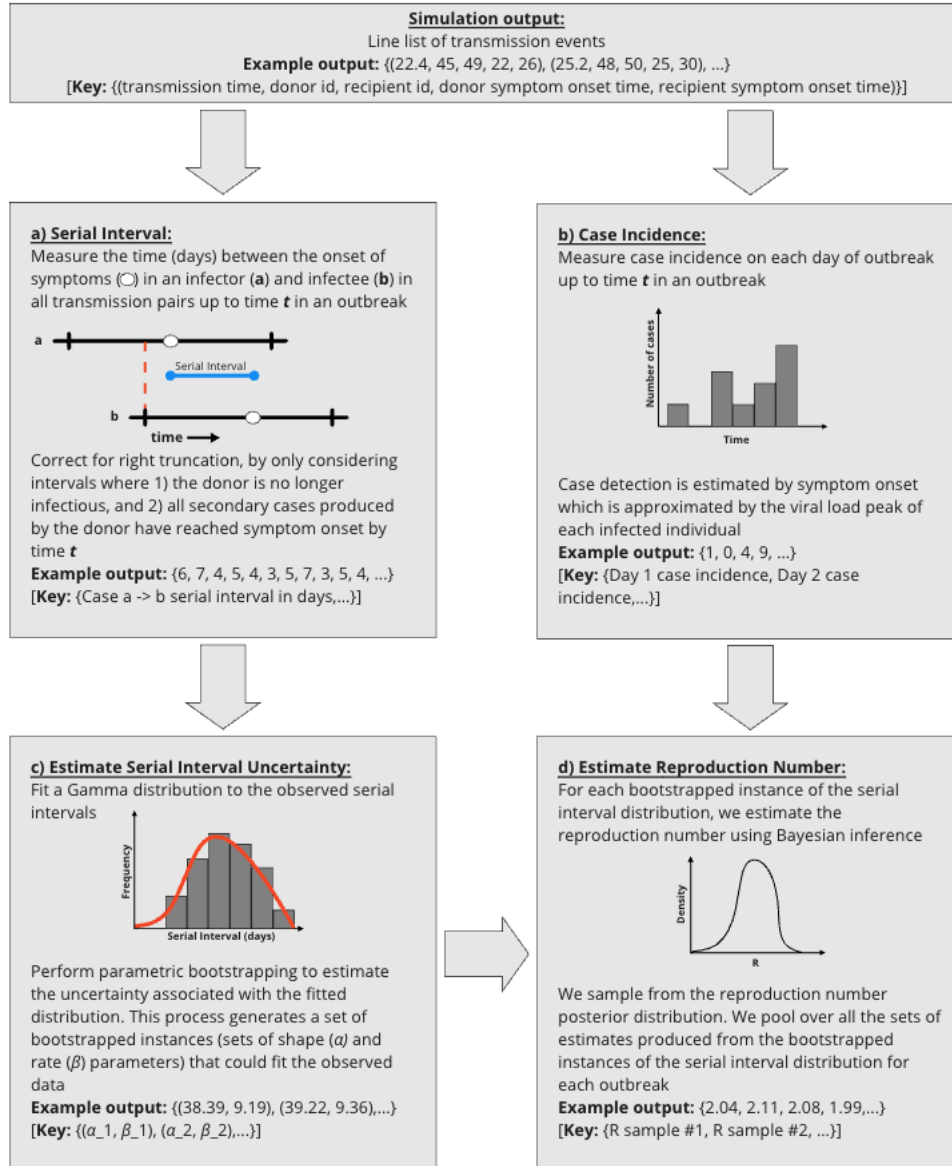 Simulation output:
Line list of transmission events
Example output: {(22.4, 45, 49, 22, 26), (25.2, 48, 50, 25, 30), ...}
[Key: {(transmission time, donor id, recipient id, donor symptom onset time, recipient symptom onset time)}]
a) Serial Interval:
Measure the time (days) between the onset of
symptoms ( ) in an infector (a) and infectee (b) in
all transmission pairs up to time t in an outbreak
a
Serial Interval
b
time
Correct for right truncation, by only considering
intervals where 1) the donor is no longer
infectious, and 2) all secondary cases produced
by the donor have reached symptom onset by
time t
Example output: {6, 7, 4, 5, 4, 3, 5, 7, 3, 5, 4, ...}
[Key: {Case a -> b serial interval in days,...}]
b) Case Incidence:
Measure case incidence on each day of outbreak
up to time t in an outbreak
Number of cases
Time
Case detection is estimated by symptom onset
which is approximated by the viral load peak of
each infected individual
Example output: {1, 0, 4, 9, ...}
[Key: {Day 1 case incidence, Day 2 case
incidence,...}]
c) Estimate Serial Interval Uncertainty:
Fit a Gamma distribution to the observed serial
intervals
Frequency
Serial Interval (days)
Perform parametric bootstrapping to estimate
the uncertainty associated with the fitted
distribution. This process generates a set of
bootstrapped instances (sets of shape (α) and
rate (β) parameters) that could fit the observed
data
Example output: {(38.39, 9.19), (39.22, 9.36),...}
[Key: {(α_1, β_1), (α_2, β_2),...}]
d) Estimate Reproduction Number:
For each bootstrapped instance of the serial
interval distribution, we estimate the
reproduction number using Bayesian inference
Density
R
We sample from the reproduction number
posterior distribution. We pool over all the sets of
estimates produced from the bootstrapped
instances of the serial interval distribution for
each outbreak
Example output: {2.04, 2.11, 2.08, 1.99,...}
[Key: {R sample #1, R sample #2, ...}]